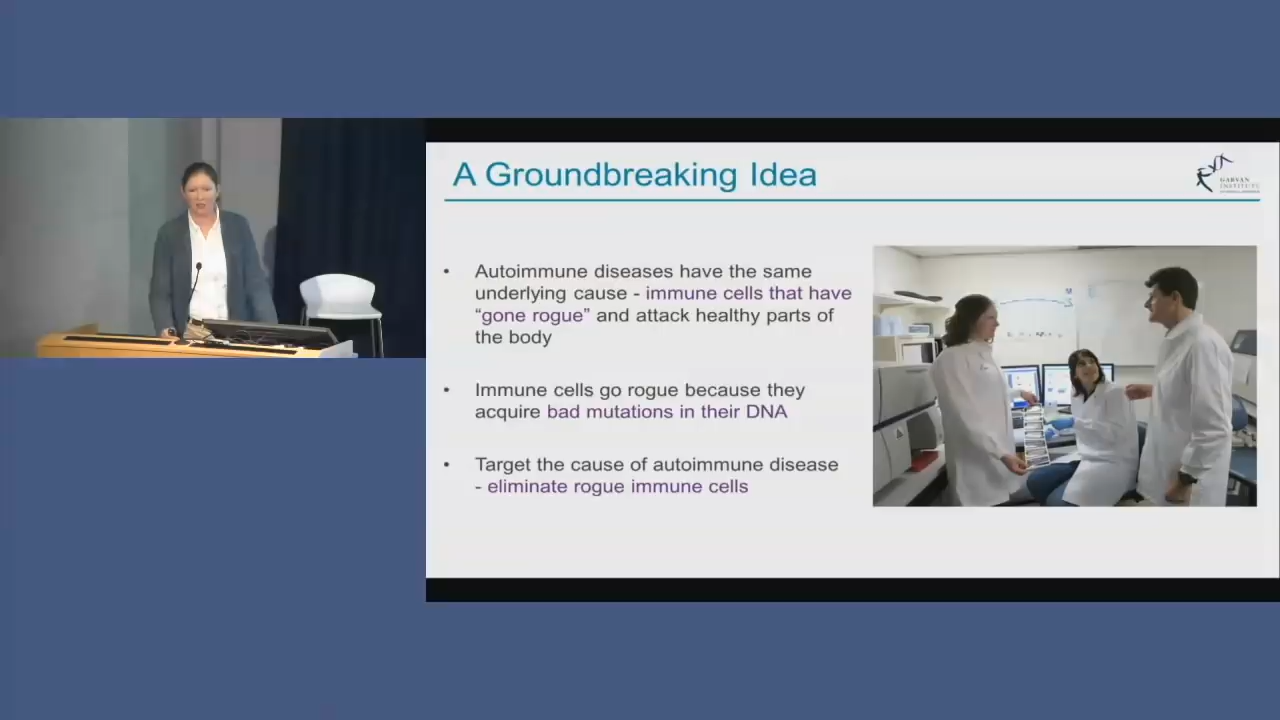 A Groundbreaking Idea
GARVAN
INSTITUTE
• Autoimmune diseases have the same
underlying cause - immune cells that have
“gone rogue” and attack healthy parts of
the body
• Immune cells go rogue because they
acquire bad mutations in their DNA
• Target the cause of autoimmune disease
- eliminate rogue immune cells